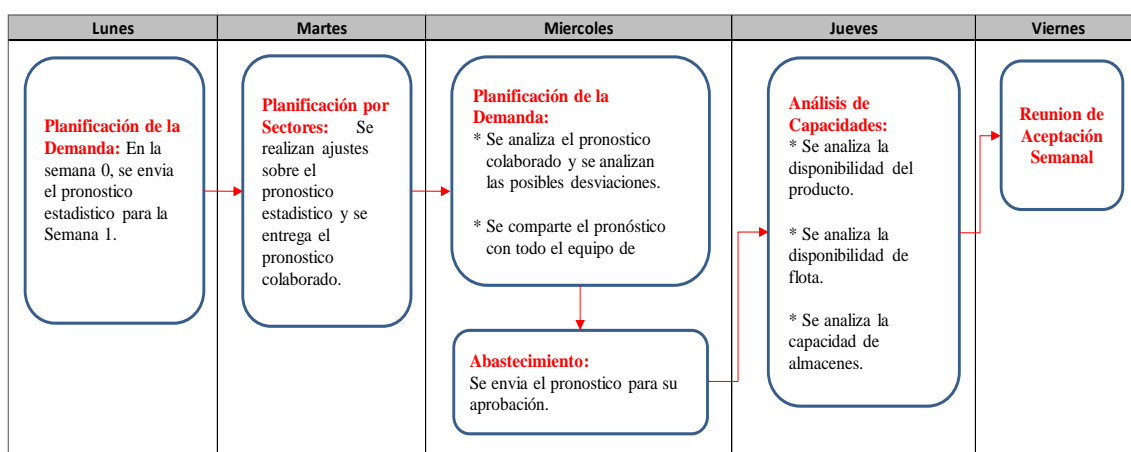 Lunes
Martes
Miercoles
Jueves
Viernes
Planificación de la
Demanda: En la
semana 0, se envia
el pronostico
estadistico para la
Semana 1.
Planificación por
Sectores: Se
realizan ajustes
sobre el
pronostico
estadistico y se
entrega el
pronostico
colaborado.
Planificación de la
Demanda:
* Se analiza el pronostico
colaborado y se analizan
las posibles desviaciones.
* Se comparte el pronóstico
con todo el equipo de
Abastecimiento:
Se envia el pronostico para su
aprobación.
Análisis de
Capacidades:
* Se analiza la
disponibilidad del
producto.
* Se analiza la
disponibilidad de
flota.
* Se analiza la
capacidad de
almacenes.
Reunion de
Aceptación
Semanal